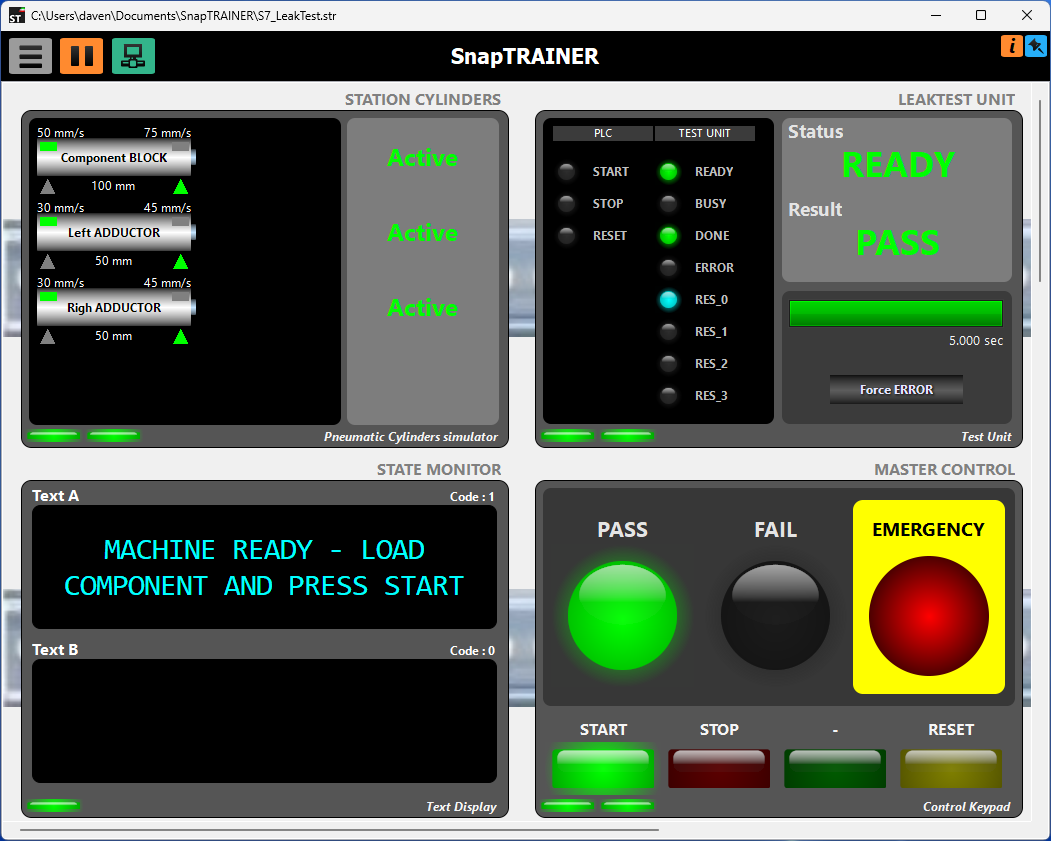 ST C:\Users\daven\Documents\SnapTRAINER\S7_LeakTest.str
SnapTRAINER
i
STATION CYLINDERS
50 mm/s 75 mm/s
Component BLOCK
100 mm
30 mm/s 45 mm/s
Left ADDUCTOR
50 mm
30 mm/s 45 mm/s
Righ ADDUCTOR
50 mm
Active
Active
Active
Pneumatic Cylinders simulator
LEAKTEST UNIT
PLC TEST UNIT
START READY
STOP BUSY
RESET DONE
ERROR
RES_0
RES_1
RES_2
RES_3
Status
READY
Result
PASS
5.000 sec
Force ERROR
Test Unit
STATE MONITOR
Text A Code : 1
MACHINE READY - LOAD
COMPONENT AND PRESS START
Text B Code : 0
Text Display
MASTER CONTROL
PASS FAIL EMERGENCY
START STOP - RESET
Control Keypad